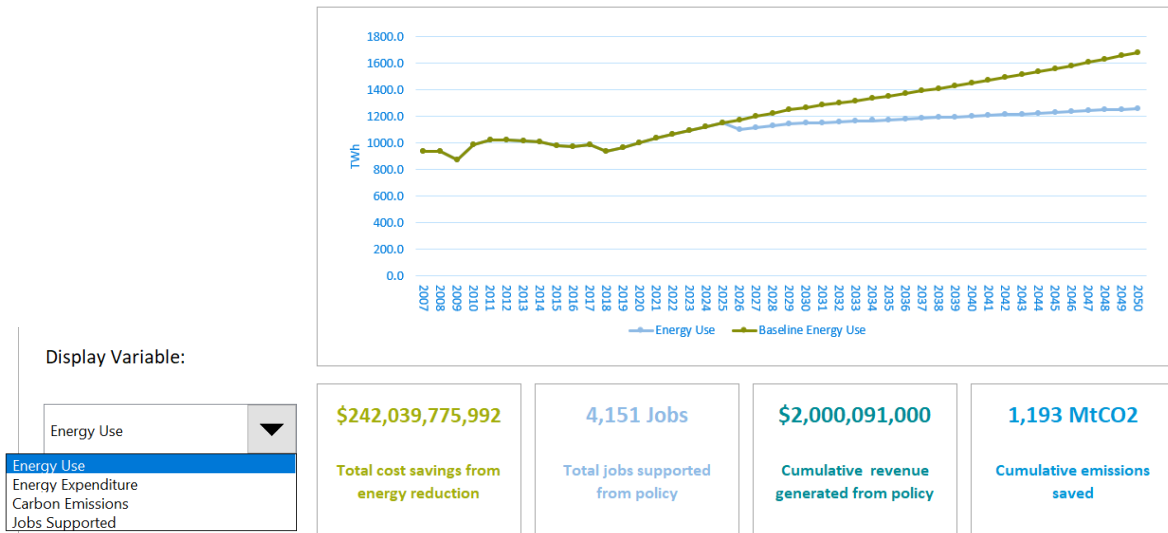 1800.0
1600.0
1400.0
1200.0
1000.0
800.0
600.0
400.0
200.0
0.0
TWh
2007 2008 2009 2010 2011 2012 2013 2014 2015 2016 2017 2018 2019 2020 2021 2022 2023 2024 2025 2026 2027 2028 2029 2030 2031 2032 2033 2034 2035 2036 2037 2038 2039 2040 2041 2042 2043 2044 2045 2046 2047 2048 2049 2050
Energy Use Baseline Energy Use
Display Variable:
Energy Use
Energy Use
Energy Expenditure
Carbon Emissions
Jobs Supported
$242,039,775,992
Total cost savings from
energy reduction
4,151 Jobs
Total jobs supported
from policy
$2,000,091,000
Cumulative revenue
generated from policy
1,193 MtCO2
Cumulative emissions
saved